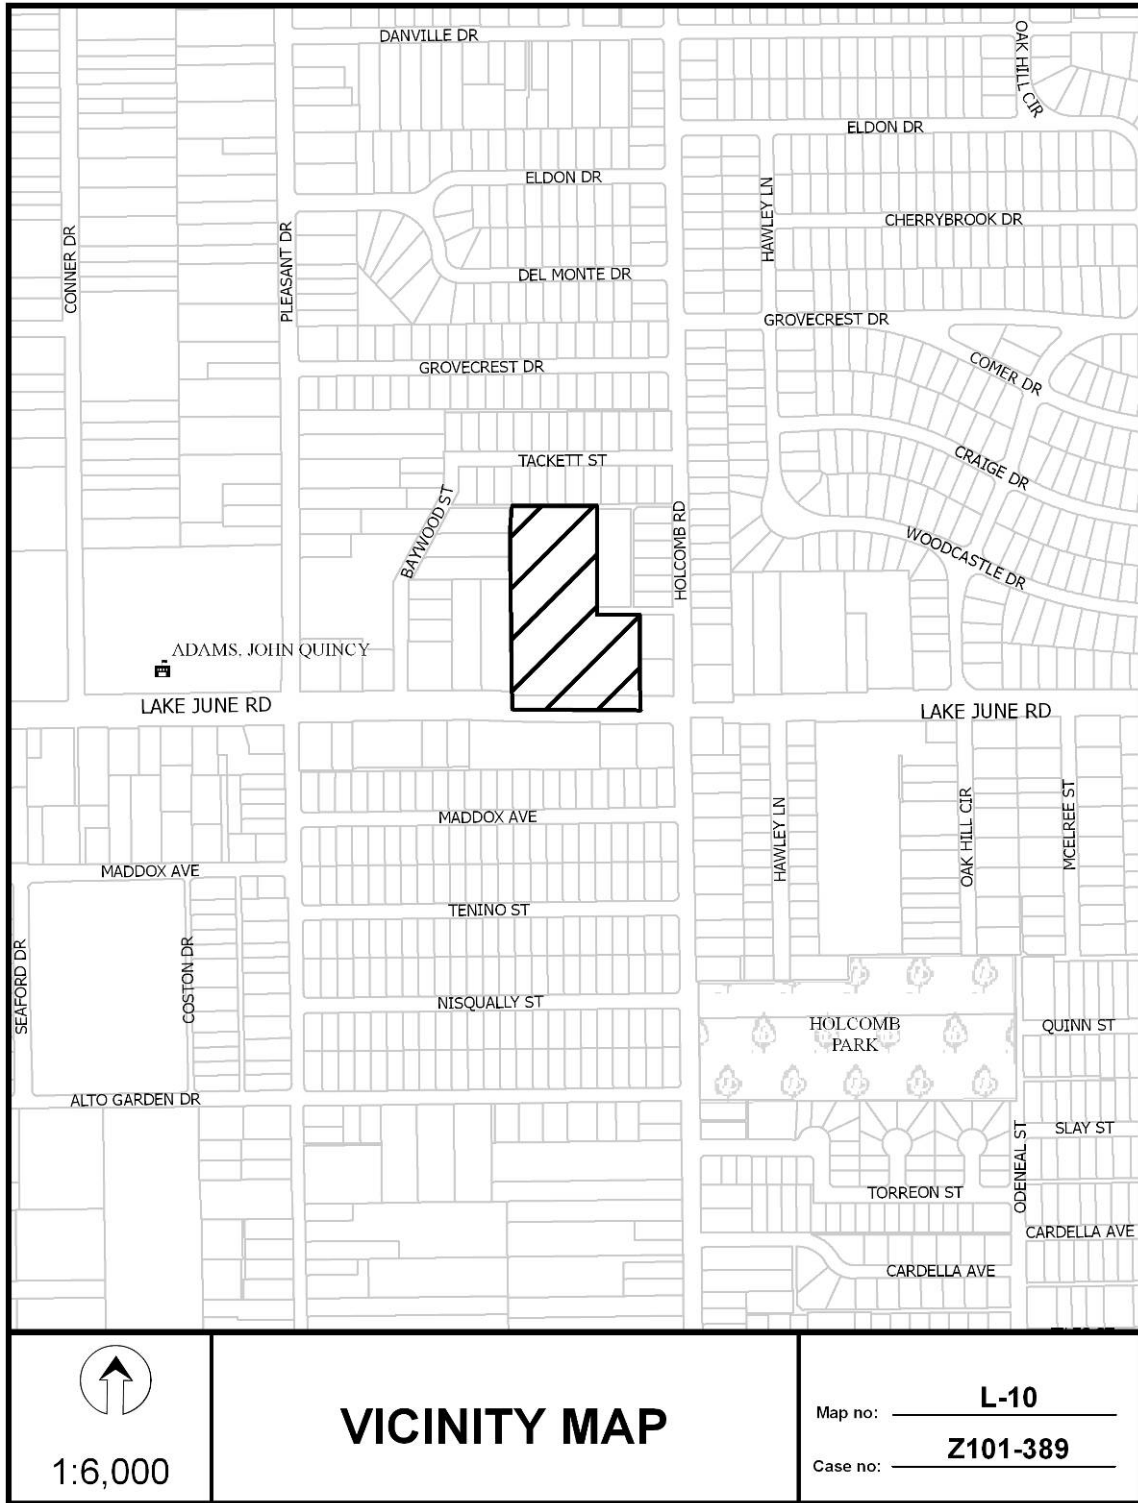 DANVILLE DR
OAK HILL CIR
ELDON DR
ELDON DR
HAWLEY LN
CHERRYBROOK DR
CONNER DR
PLEASANT DR
DEL MONTE DR
GROVECREST DR
GROVECREST DR
COMER DR
TACKETT ST
CRAIGE DR
BAYWOOD ST
HOLCOMB RD
WOODCASTLE DR
ADAMS, JOHN QUINCY
LAKE JUNE RD
LAKE JUNE RD
MADDOX AVE
HAWLEY LN
OAK HILL CIR
MCELREE ST
MADDOX AVE
TENINO ST
SEAFORD DR
COSTON DR
NISQUALLY ST
HOLCOMB
PARK
QUINN ST
ALTO GARDEN DR
ODENEAL ST
SLAY ST
TORREON ST
CARDELLA AVE
CARDELLA AVE
1:6,000
VICINITY MAP
Map no: L-10
Case no: Z101-389